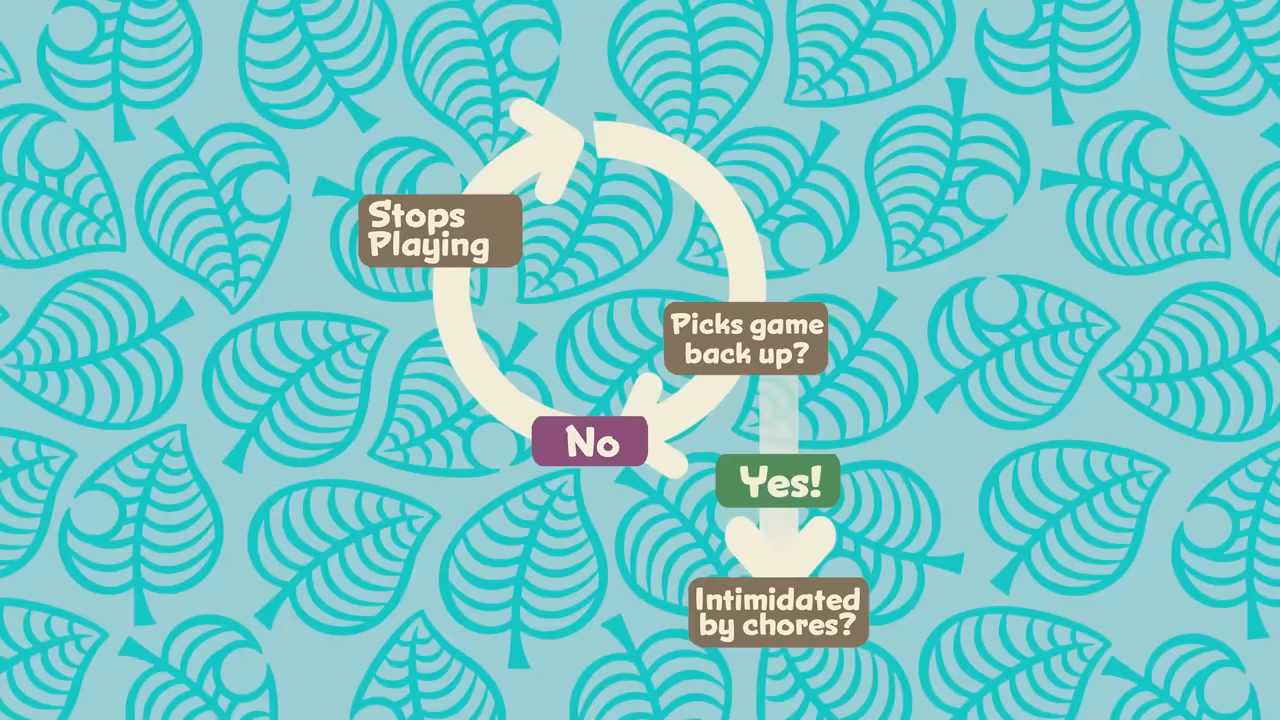 Stops
Playing
Picks game
back up?
No
Yes!
Intimidated
by chores?